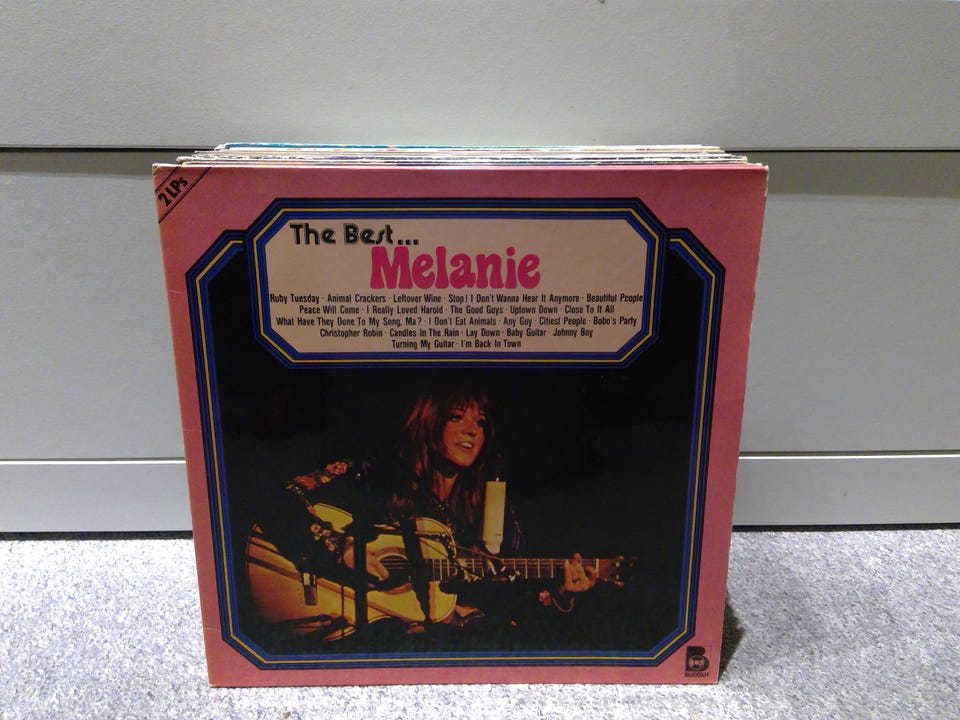 2 LPs
The Best...
Melanie
Ruby Tuesday · Animal Crackers · Leftover Wine · Stop! I Don't Wanna Hear It Anymore · Beautiful People
Peace Will Come · I Really Loved Harold · The Good Guys · Uptown Down · Close To It All
What Have They Done To My Song, Ma? · I Don't Eat Animals · Any Guy · Citiest People · Bobo's Party
Christopher Robin · Candles In The Rain · Lay Down · Baby Guitar · Johnny Boy
Turning My Guitar · I'm Back In Town
B
BUDDAH